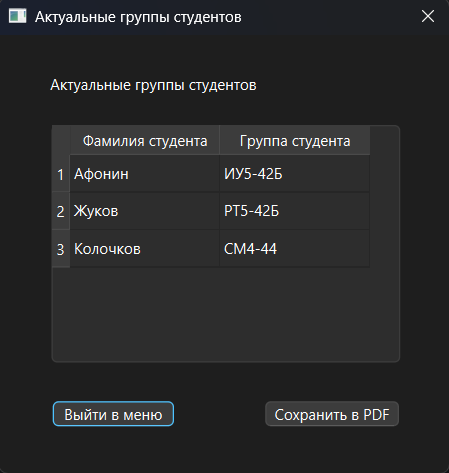 Актуальные группы студентов
Актуальные группы студентов
Фамилия студента Группа студента
1 Афонин ИУ5-42Б
2 Жуков РТ5-42Б
3 Колочков СМ4-44
Выйти в меню Сохранить в PDF